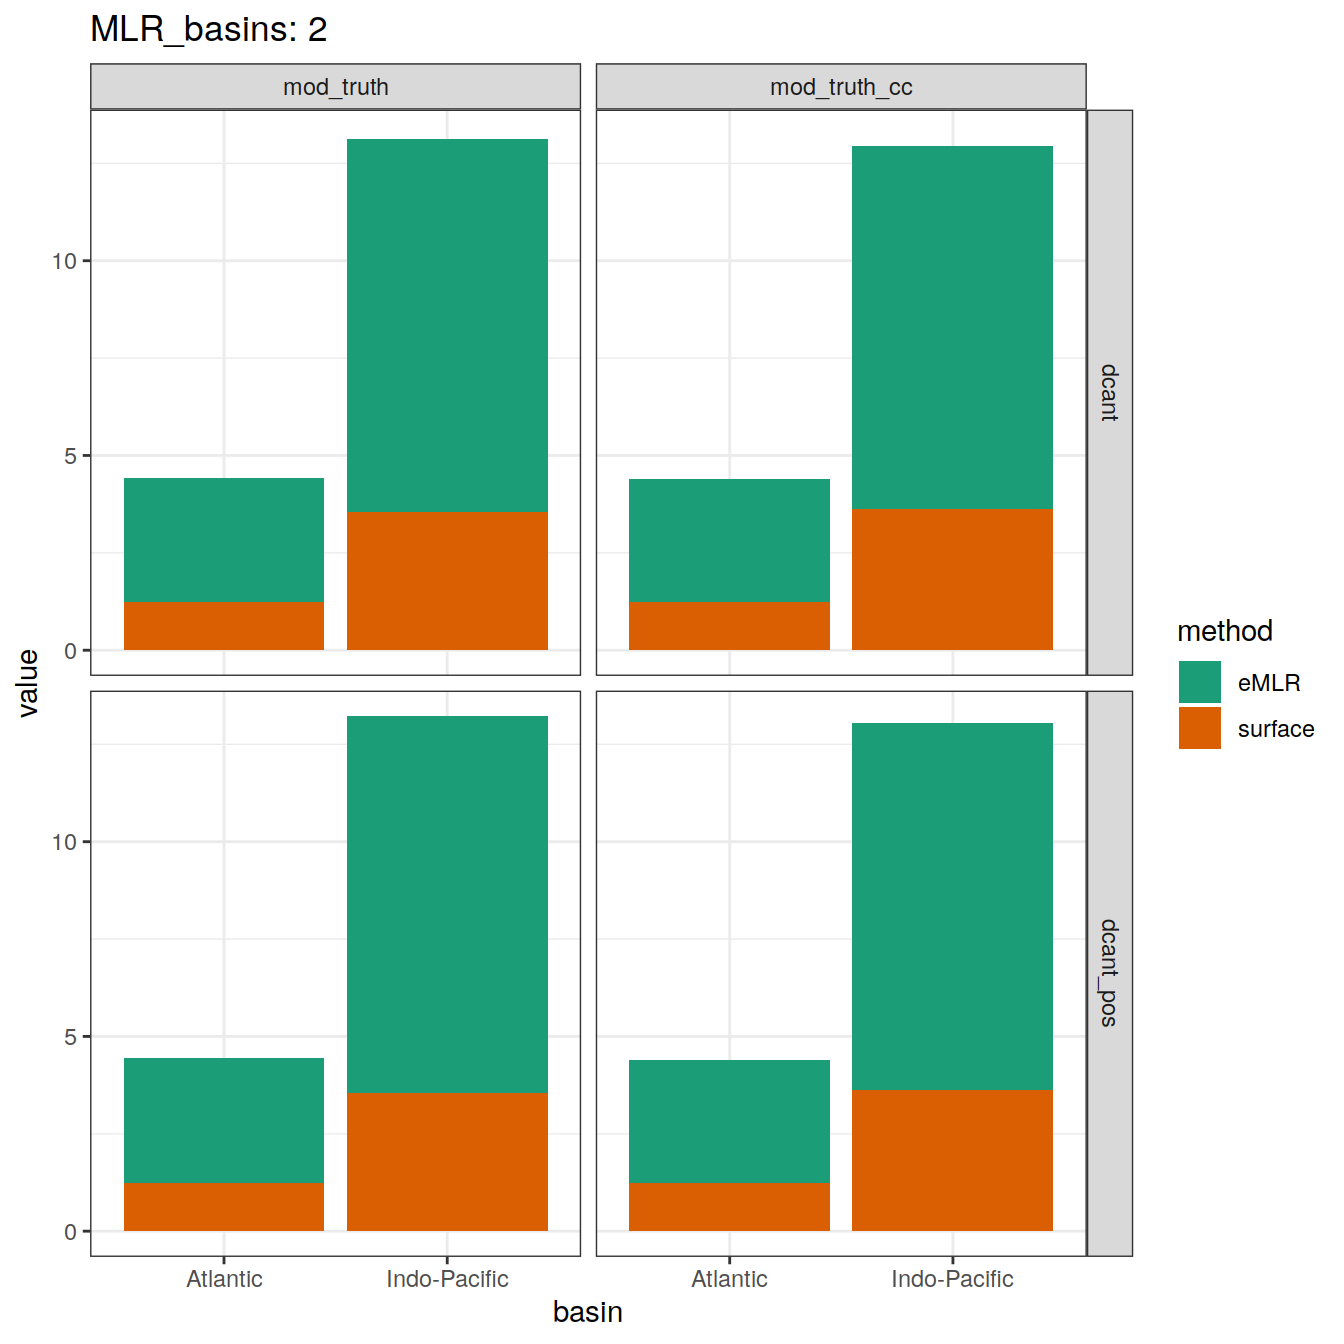 MLR_basins: 2
mod_truth
mod_truth_cc
10
5
0
dcant
10
5
0
dcant_pos
value
Atlantic
Indo-Pacific
Atlantic
Indo-Pacific
basin
method
eMLR
surface